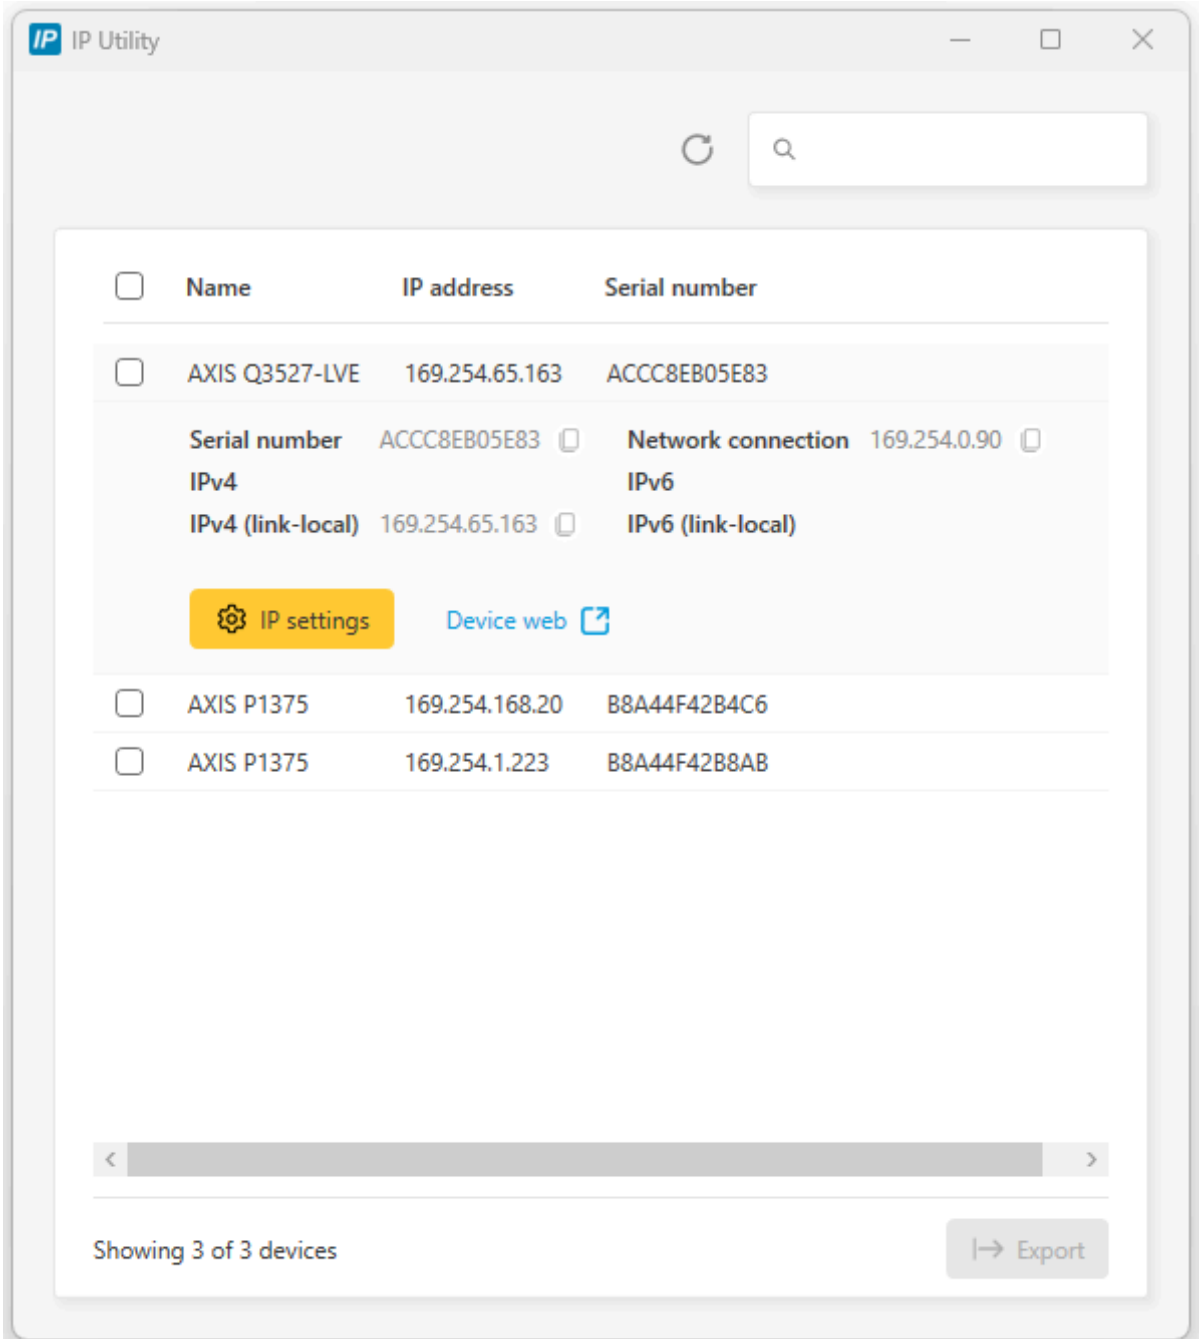 IP IP Utility
Name IP address Serial number
AXIS Q3527-LVE 169.254.65.163 ACCC8EB05E83
Serial number ACCC8EB05E83 Network connection 169.254.0.90
IPv4 IPv6
IPv4 (link-local) 169.254.65.163 IPv6 (link-local)
IP settings Device web
AXIS P1375 169.254.168.20 B8A44F42B4C6
AXIS P1375 169.254.1.223 B8A44F42B8AB
Showing 3 of 3 devices Export